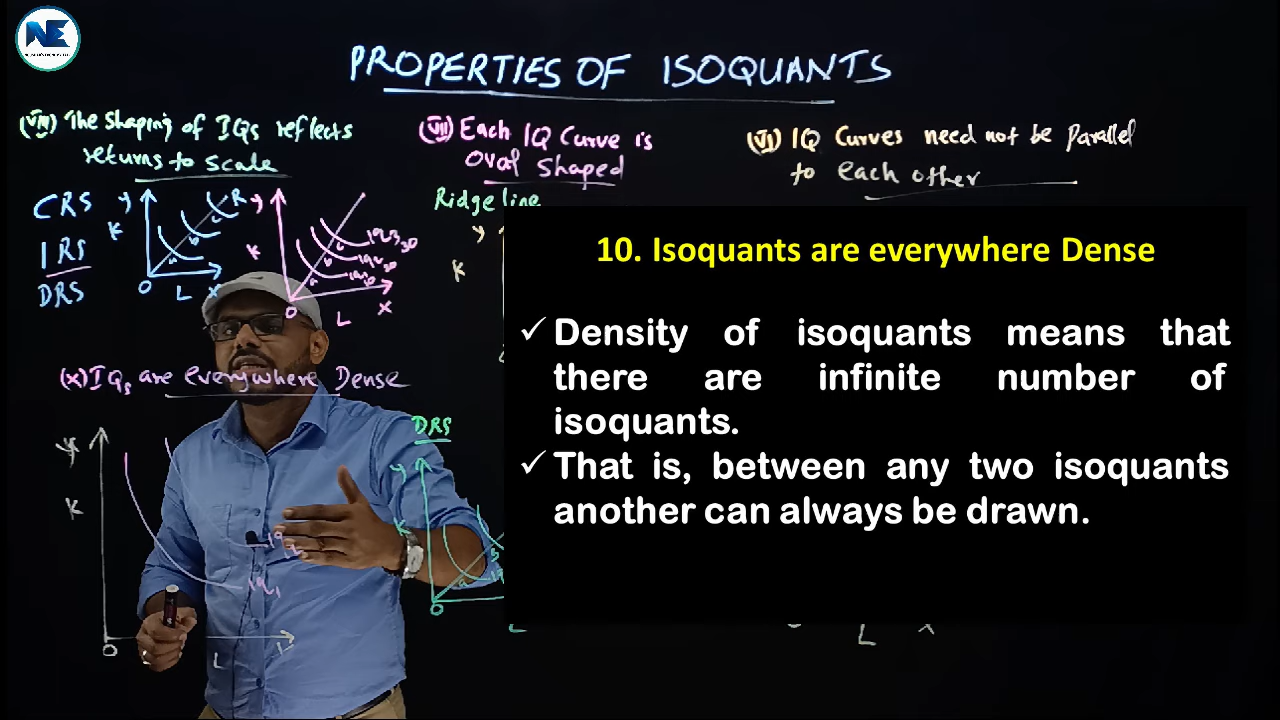 NE
PROPERTIES OF ISOQUANTS
(VIII) The Shaping of IQs reflects
returns to Scale
CRS
IRS
DRS
y
K
R
a
b
c
O
L
X
y
K
a
b
c
O
L
X
(VII) Each IQ Curve is
Oval Shaped
Ridge line
y
K
(VI) IQ Curves need not be Parallel
to each other
(X) IQs are everywhere Dense
K
IQ1
O
L
DRS
y
K
a
b
O
L
L
X
10. Isoquants are everywhere Dense
✓ Density of isoquants means that
there are infinite number of
isoquants.
✓ That is, between any two isoquants
another can always be drawn.